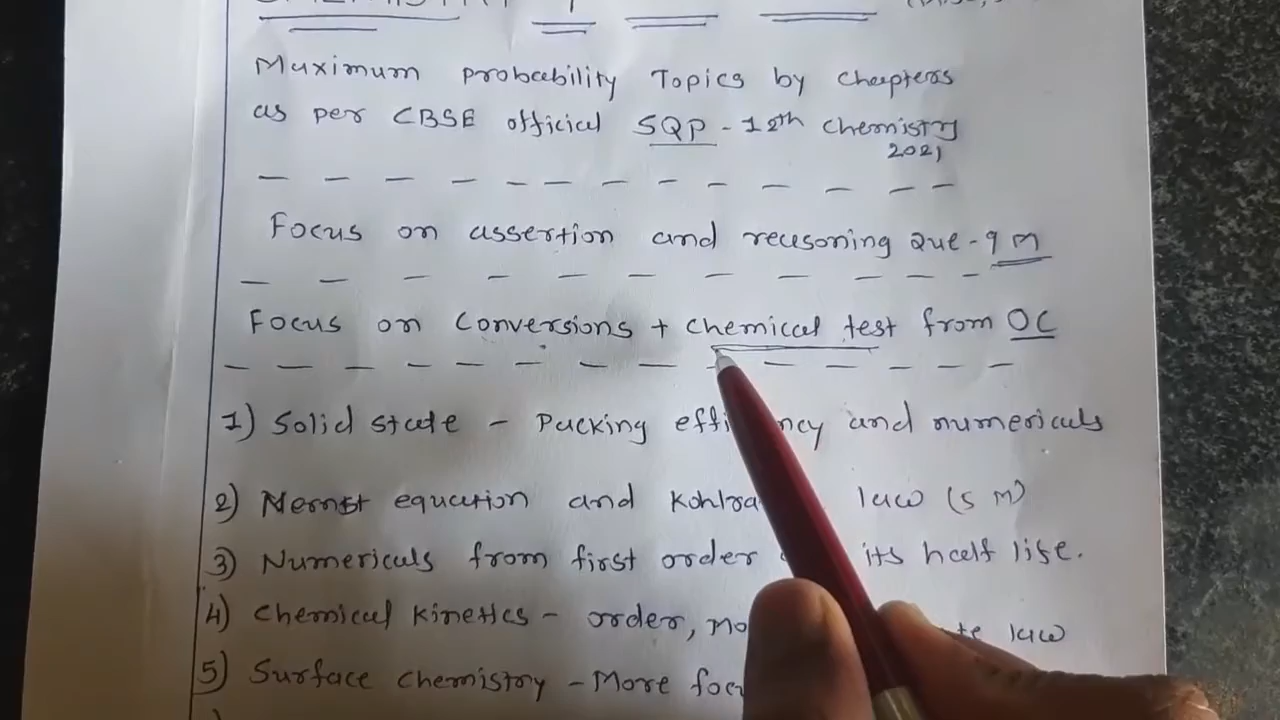 Maximum probability Topics by chapters
as per CBSE official SQP - 12th chemistry
2021
Focus on assertion and reasoning Que - 9 M
Focus on conversions + chemical test from OC
1) Solid state - Packing and numericals
2) Nernst equation and law (5 M)
3) Numericals from first order its half life.
4) Chemical kinetics - order, law
5) Surface chemistry - More